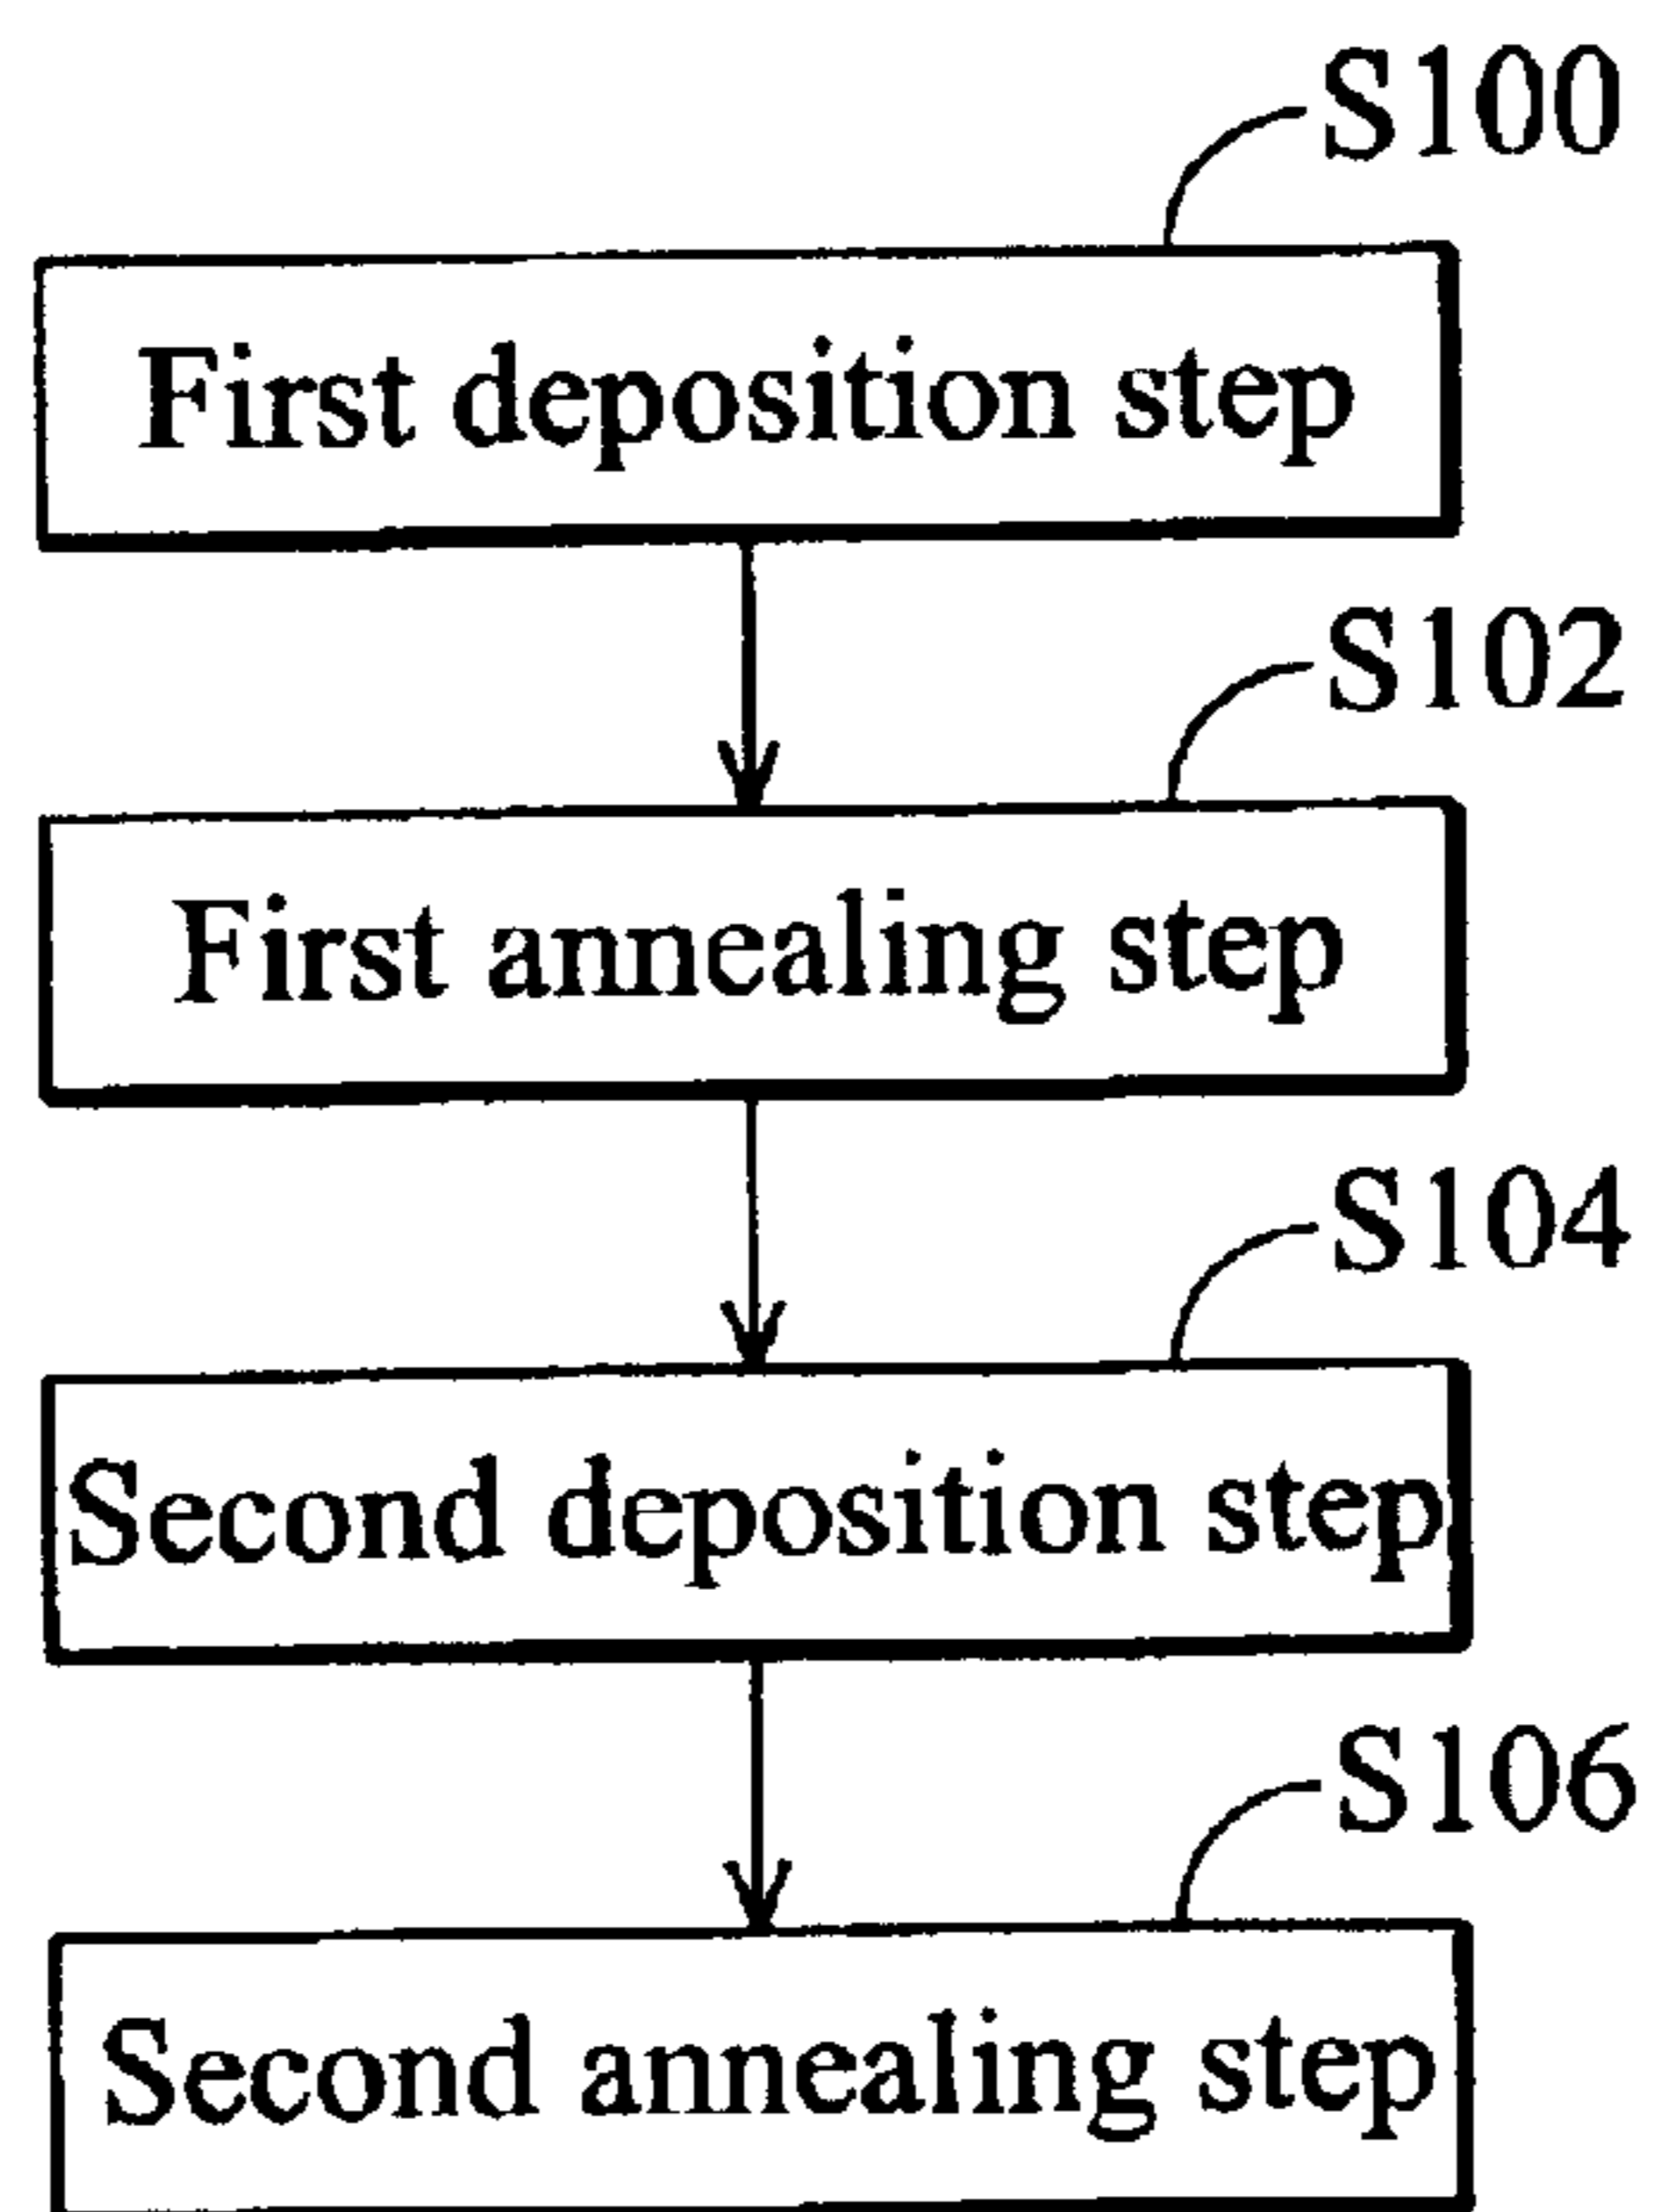 S100
First deposition step
S102
First annealing step
S104
Second deposition step
S106
Second annealing step